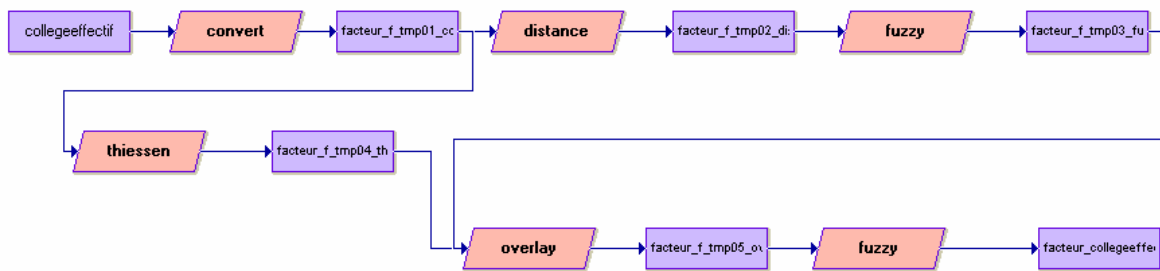 collegeeffectif
convert
facteur_f_tmp01_cc
distance
facteur_f_tmp02_di
fuzzy
facteur_f_tmp03_fu
thiessen
facteur_f_tmp04_th
overlay
facteur_f_tmp05_ov
fuzzy
facteur_collegeeffe